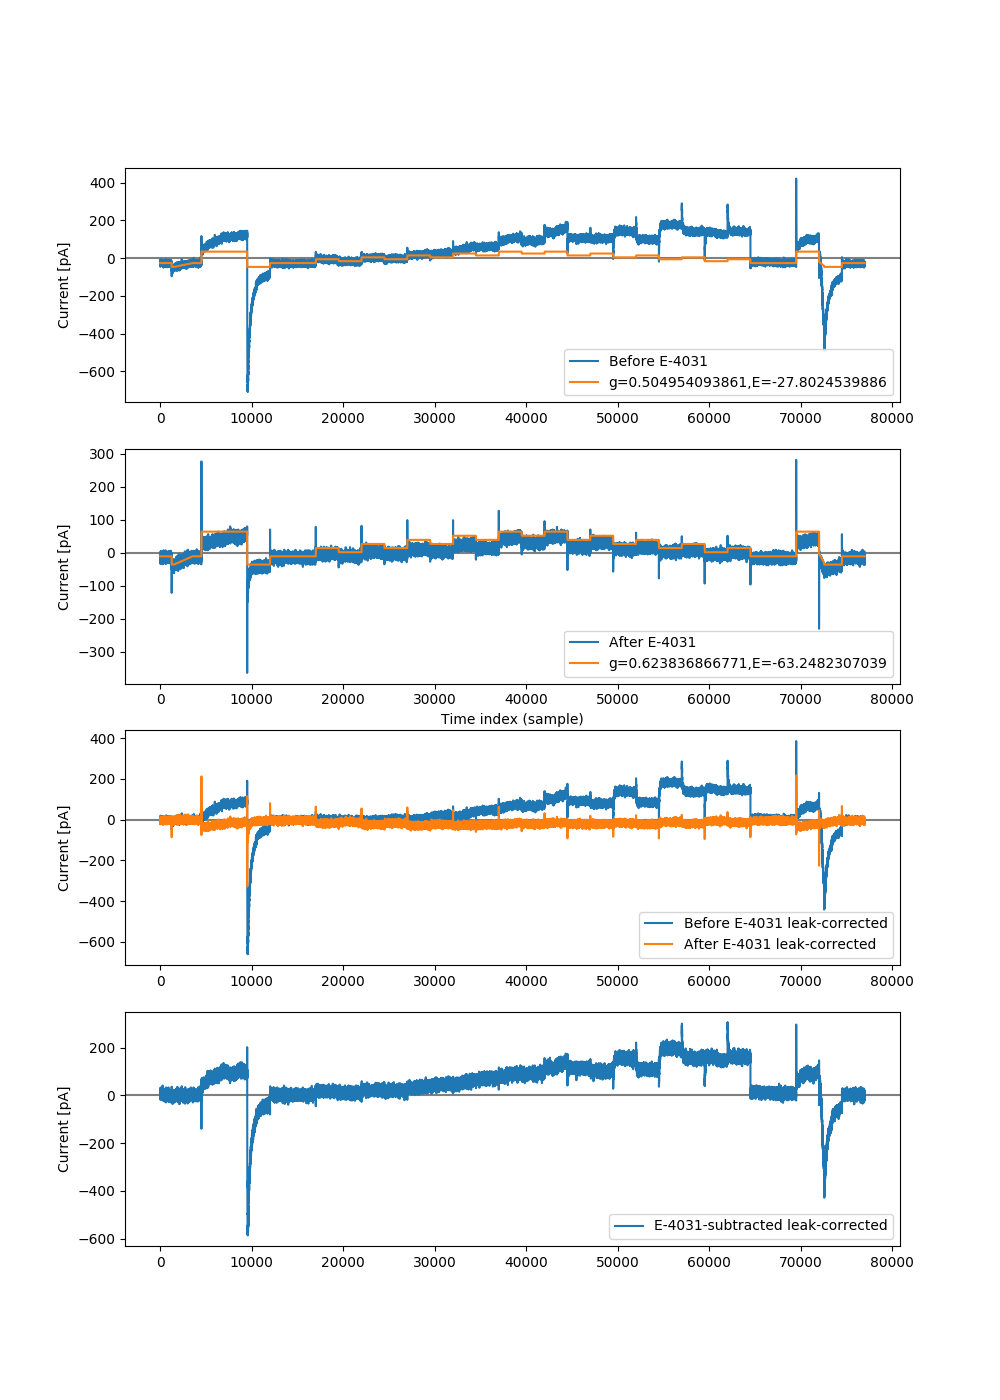 400
200
0
−200
−400
−600
Current [pA]
Before E-4031
g=0.504954093861,E=-27.8024539886
0 10000 20000 30000 40000 50000 60000 70000 80000
300
200
100
0
−100
−200
−300
Current [pA]
After E-4031
g=0.623836866771,E=-63.2482307039
0 10000 20000 30000 40000 50000 60000 70000 80000
Time index (sample)
400
200
0
−200
−400
−600
Current [pA]
Before E-4031 leak-corrected
After E-4031 leak-corrected
0 10000 20000 30000 40000 50000 60000 70000 80000
200
0
−200
−400
−600
Current [pA]
E-4031-subtracted leak-corrected
0 10000 20000 30000 40000 50000 60000 70000 80000